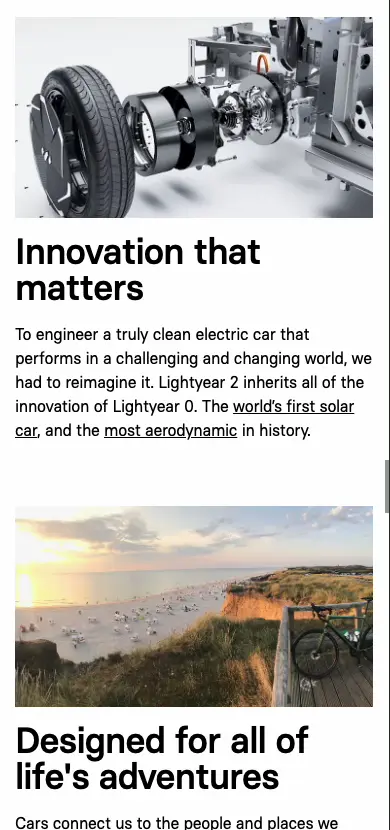 Innovation that
matters
To engineer a truly clean electric car that
performs in a challenging and changing world, we
had to reimagine it. Lightyear 2 inherits all of the
innovation of Lightyear 0. The world’s first solar
car, and the most aerodynamic in history.
Designed for all of
life's adventures
Cars connect us to the people and places we